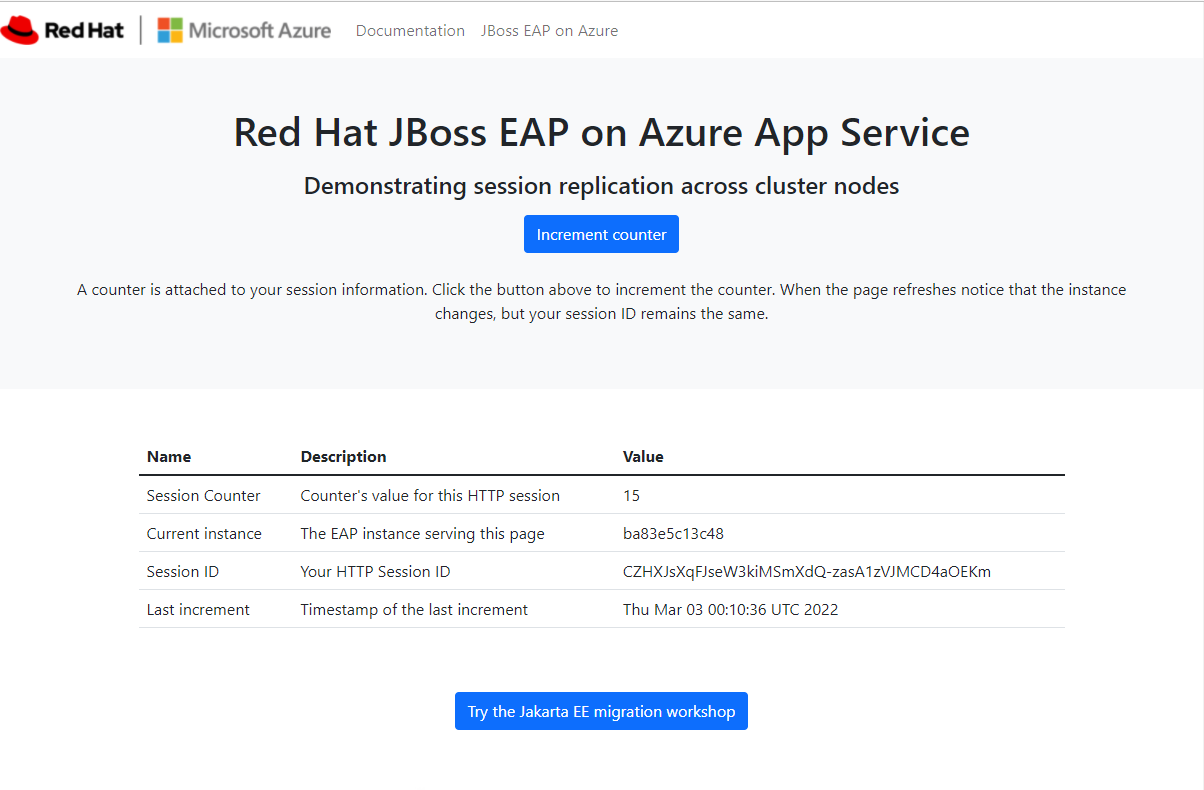 Red Hat | Microsoft Azure Documentation JBoss EAP on Azure
Red Hat JBoss EAP on Azure App Service
Demonstrating session replication across cluster nodes
Increment counter
A counter is attached to your session information. Click the button above to increment the counter. When the page refreshes notice that the instance
changes, but your session ID remains the same.
Name Description Value
Session Counter Counter's value for this HTTP session 15
Current instance The EAP instance serving this page ba83e5c13c48
Session ID Your HTTP Session ID CZHXJsXqFJseW3kiMSmXdQ-zasA1zVJMCD4aOEKm
Last increment Timestamp of the last increment Thu Mar 03 00:10:36 UTC 2022
Try the Jakarta EE migration workshop